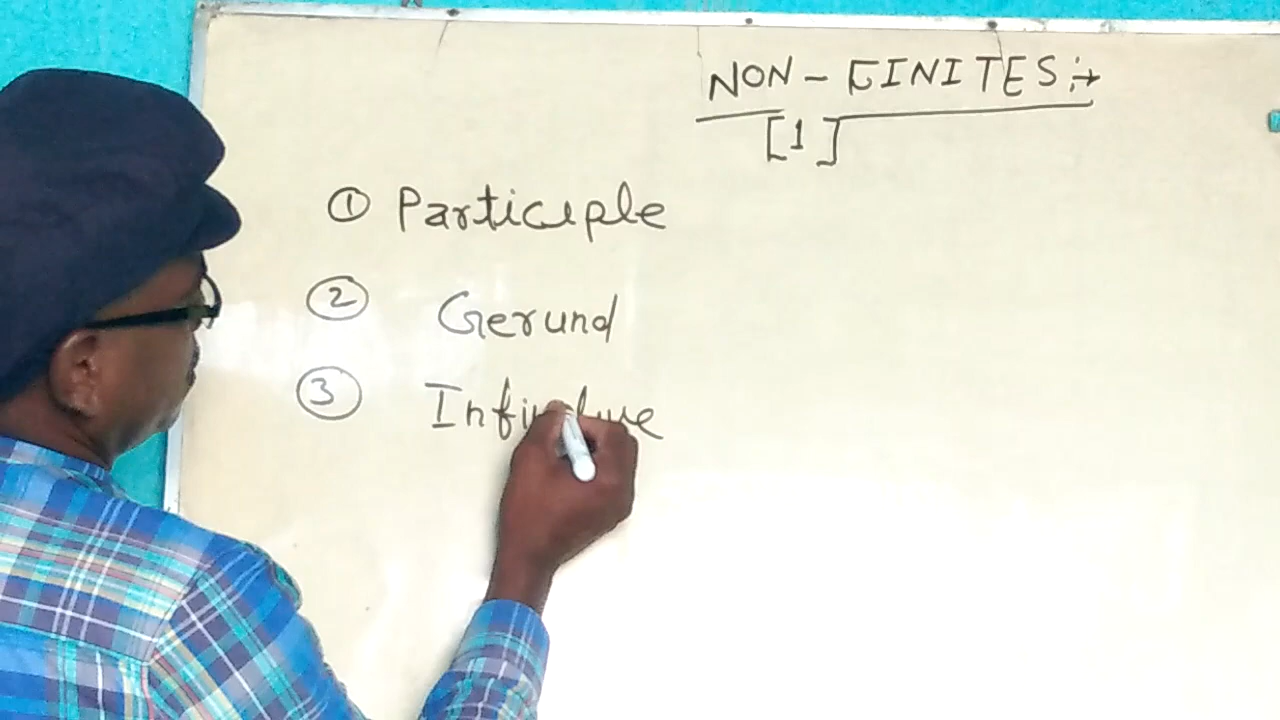 NON - FINITES :→
[1]
① Participle
② Gerund
③